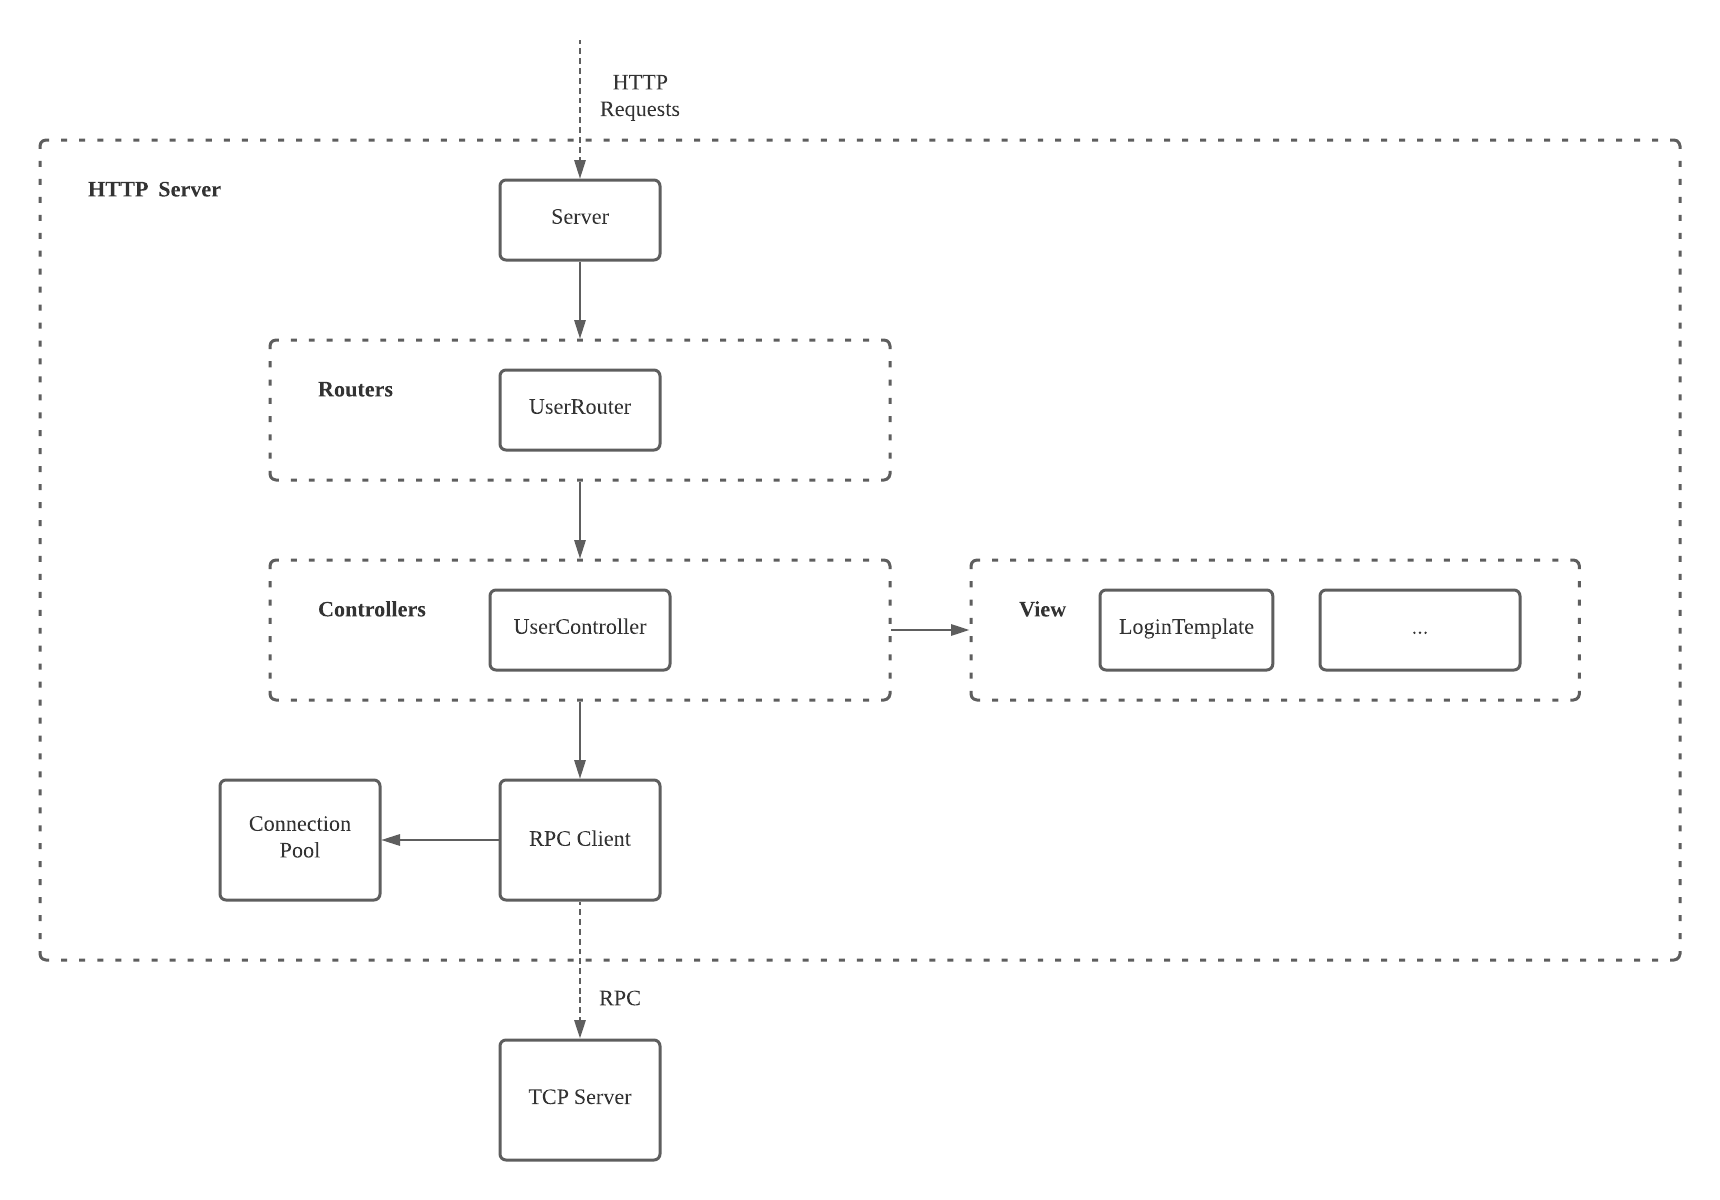 HTTP
Requests
HTTP Server
Server
Routers
UserRouter
Controllers
UserController
View
LoginTemplate
...
Connection
Pool
RPC Client
RPC
TCP Server